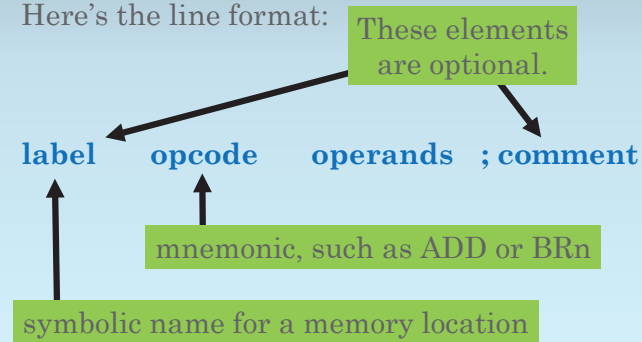 Here’s the line format:
These elements
are optional.
label opcode operands ; comment
mnemonic, such as ADD or BRn
symbolic name for a memory location